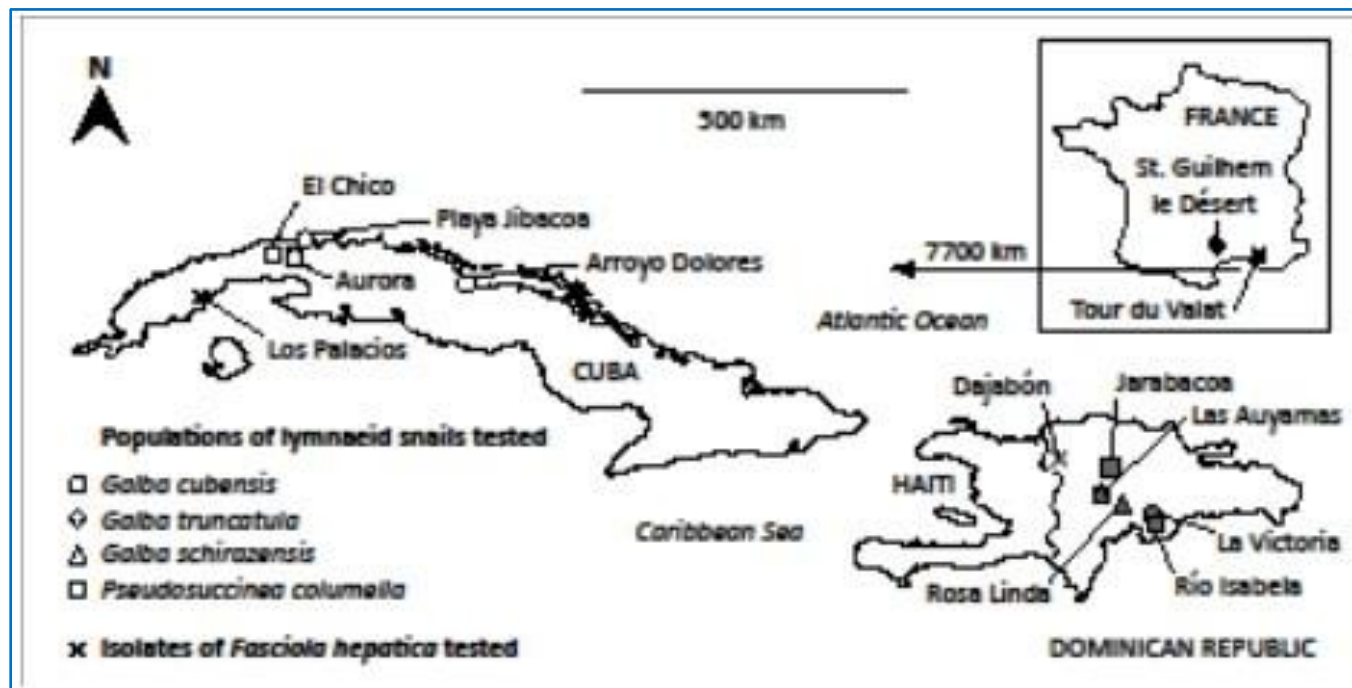 N
500 km
FRANCE
St. Guilhem
le Désert
El Chico
Playa Jibacoa
7700 km
Arroyo Dolores
Aurora
Tour du Valat
Atlantic Ocean
Los Palacios
CUBA
Dajabón
Jarabacoa
Las Auyamas
Populations of lymnaeid snails tested
Galba cubensis
HAITI
Galba truncatula
Caribbean Sea
Galba schirazensis
La Victoria
Pseudosuccinea columella
Rosa Linda
Río Isabela
x Isolates of Fasciola hepatica tested
DOMINICAN REPUBLIC